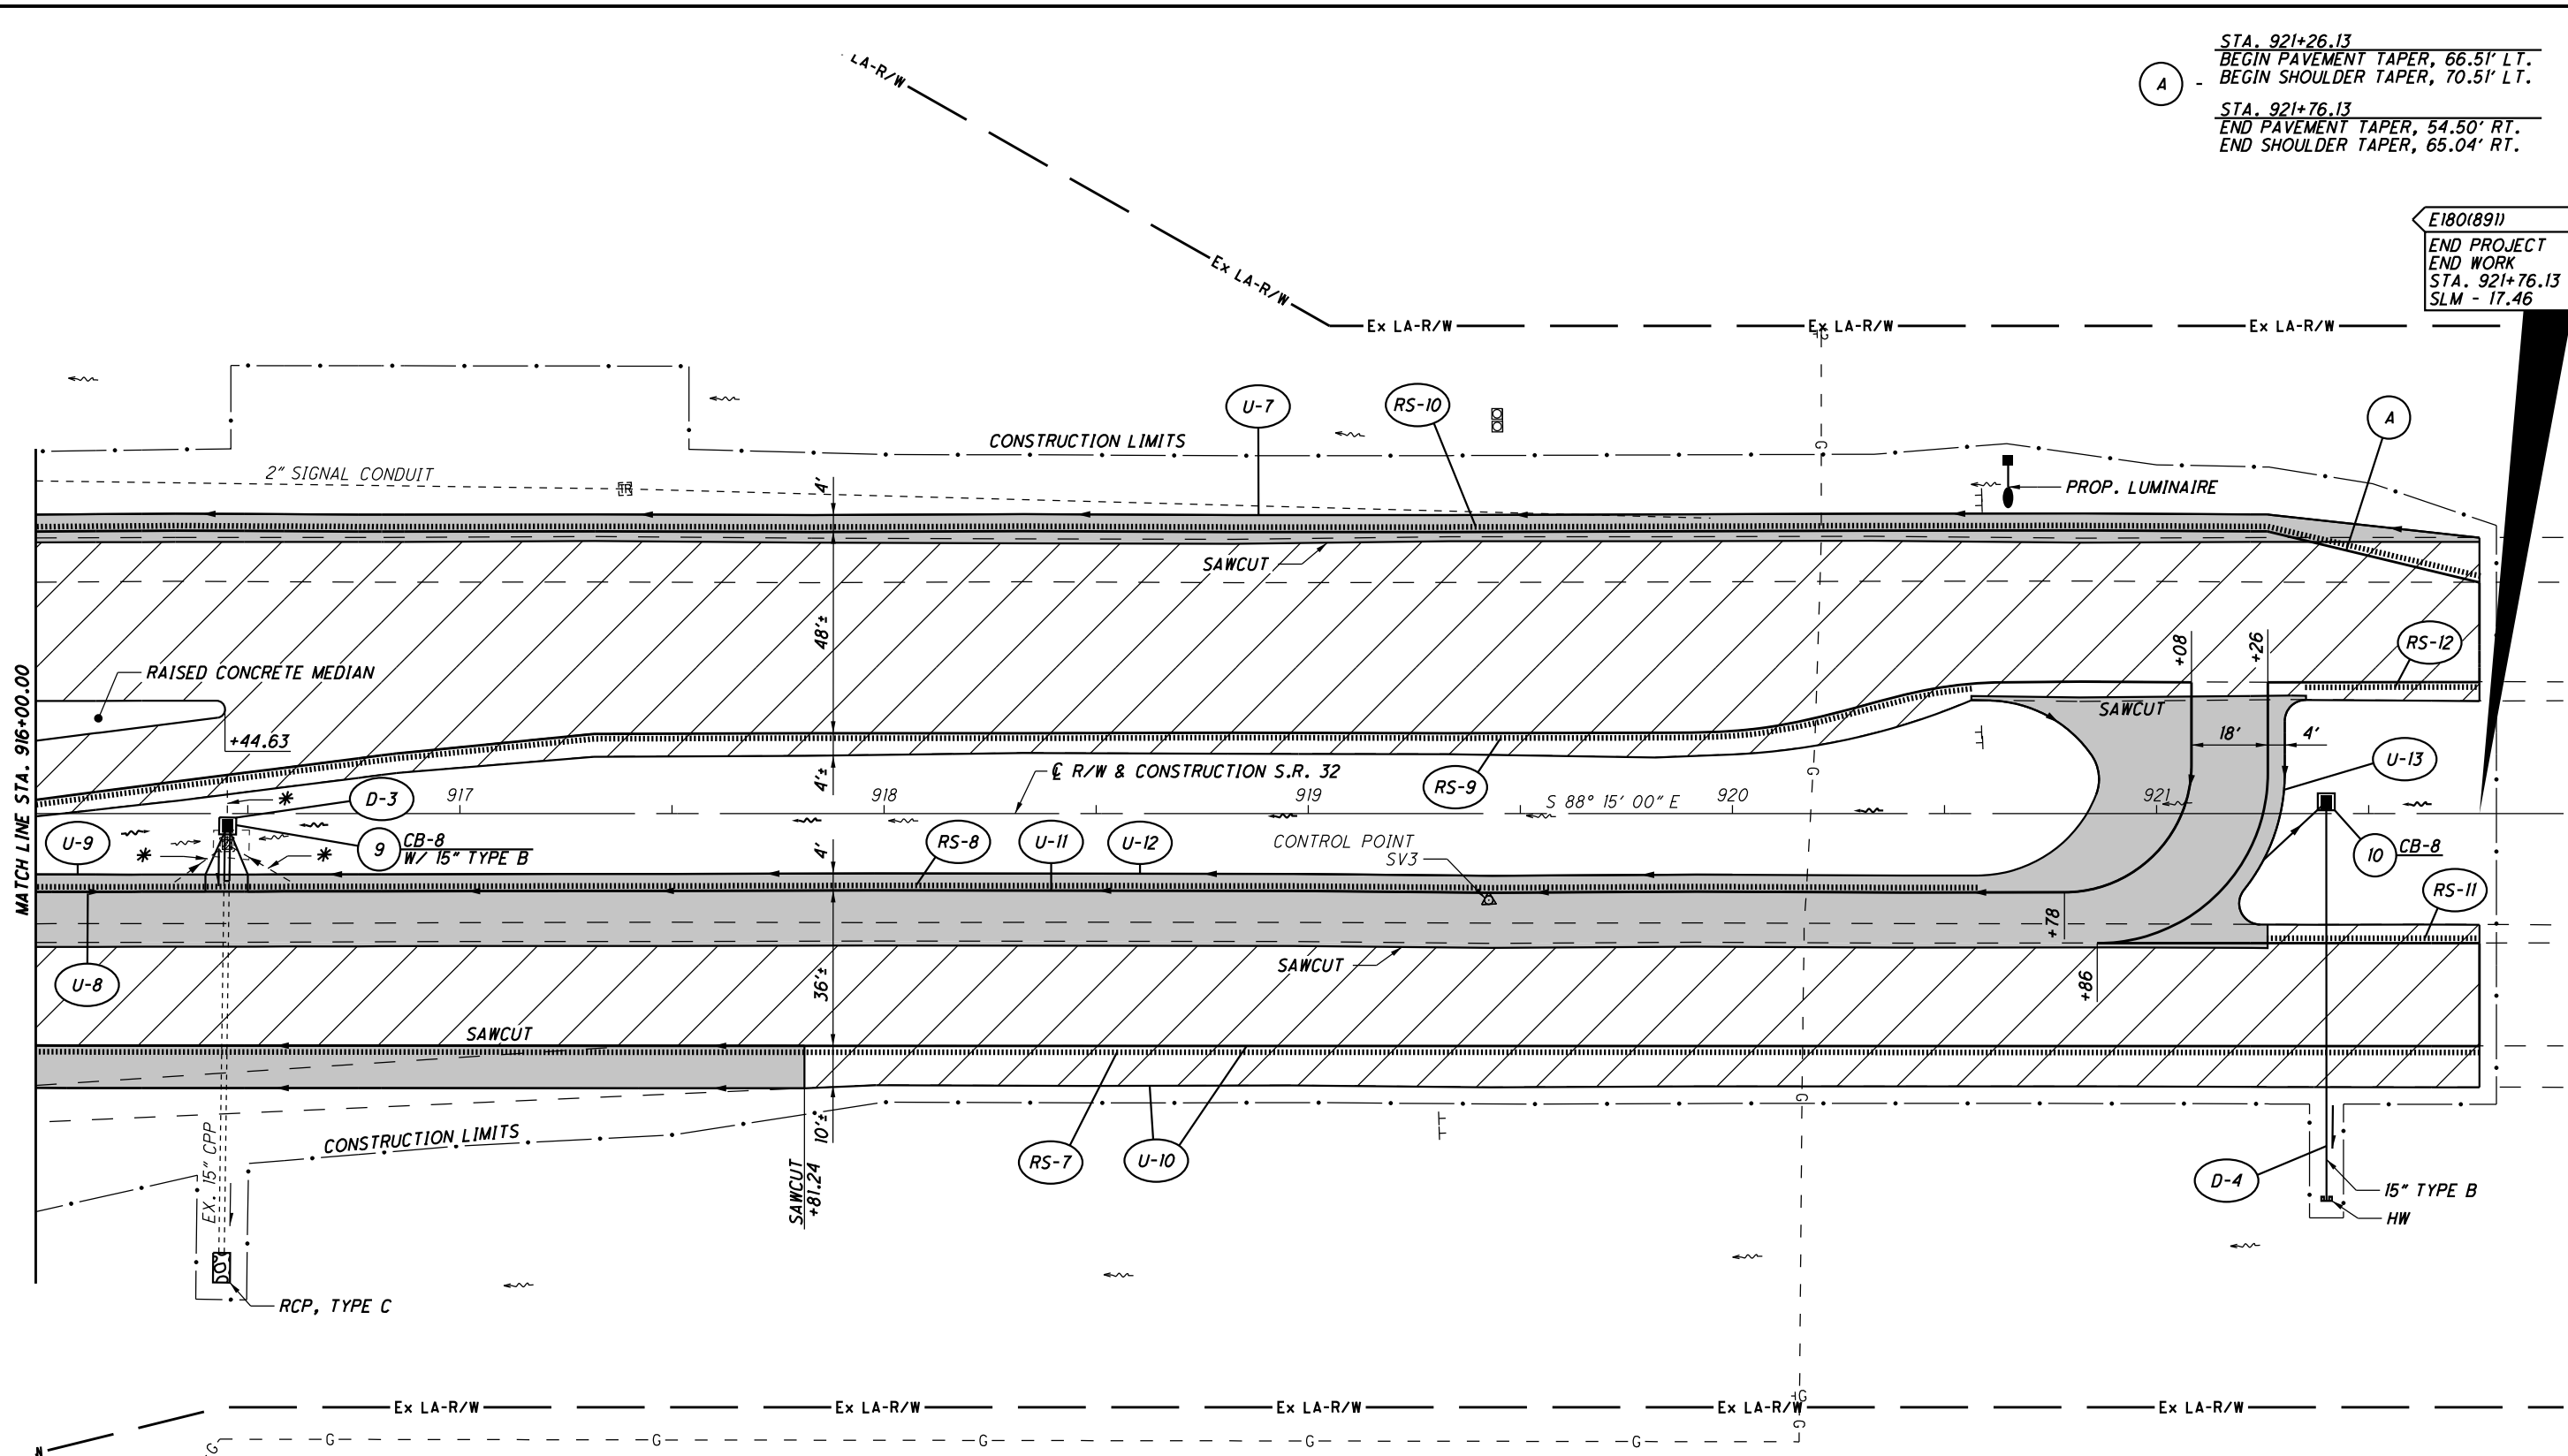 STA. 921+26.13
BEGIN PAVEMENT TAPER, 66.51' LT.
BEGIN SHOULDER TAPER, 70.51' LT.
A -
STA. 921+76.13
END PAVEMENT TAPER, 54.50' RT.
END SHOULDER TAPER, 65.04' RT.
LA-R/W
E180(891)
END PROJECT
END WORK
STA. 921+76.13
SLM - 17.46
Ex LA-R/W
Ex LA-R/W
Ex LA-R/W
Ex LA-R/W
G
U-7
RS-10
A
CONSTRUCTION LIMITS
G
2" SIGNAL CONDUIT
TR
4'
PROP. LUMINAIRE
SAWCUT
48'±
+08
+26
RS-12
RAISED CONCRETE MEDIAN
SAWCUT
+44.63
18'
4'
MATCH LINE STA. 916+00.00
℄ R/W & CONSTRUCTION S.R. 32
G
U-13
4'±
RS-9
D-3
917
918
919
S 88° 15' 00" E
920
921
U-9
9
CB-8
W/ 15" TYPE B
4'
RS-8
U-11
U-12
CONTROL POINT
SV3
10
CB-8
RS-11
+78
U-8
36'±
SAWCUT
+86
SAWCUT
G
10'±
CONSTRUCTION LIMITS
EX. 15" CPP
SAWCUT
+81.24
RS-7
U-10
D-4
15" TYPE B
HW
RCP, TYPE C
Ex LA-R/W
Ex LA-R/W
Ex LA-R/W
Ex LA-R/W
Ex LA-R/W
G
G
G
G
G
G
G
G